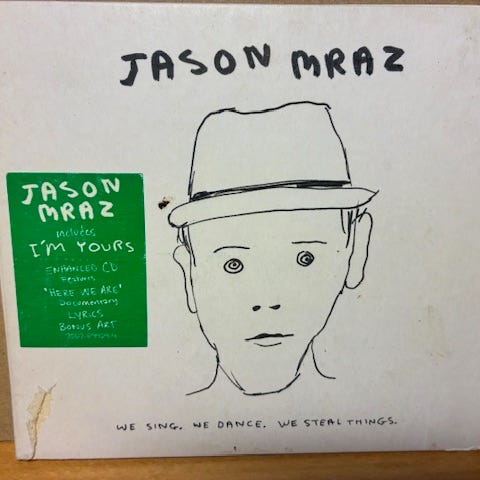 JASON MRAZ
JASON
MRAZ
includes
I'M YOURS
ENHANCED CD
Features
'HERE WE ARE'
Documentary
LYRICS
BONUS ART
WE SING. WE DANCE. WE STEAL THINGS.